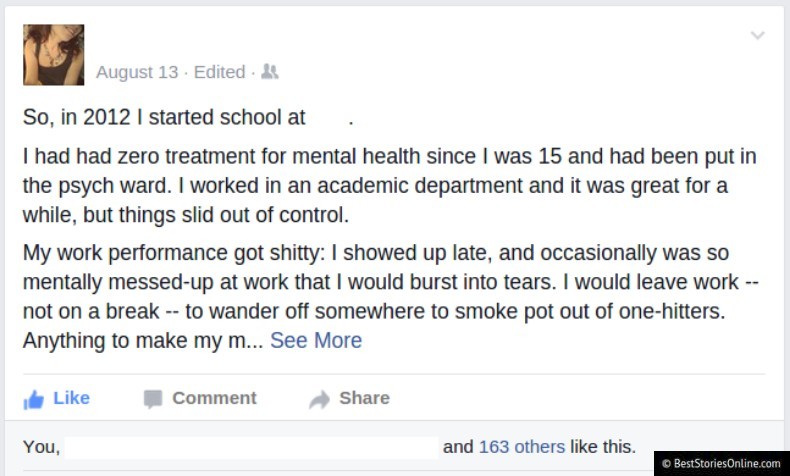 August 13 · Edited ·
So, in 2012 I started school at .
I had had zero treatment for mental health since I was 15 and had been put in
the psych ward. I worked in an academic department and it was great for a
while, but things slid out of control.
My work performance got shitty: I showed up late, and occasionally was so
mentally messed-up at work that I would burst into tears. I would leave work --
not on a break -- to wander off somewhere to smoke pot out of one-hitters.
Anything to make my m... See More
Like Comment Share
You, and 163 others like this.
© BestStoriesOnline.com